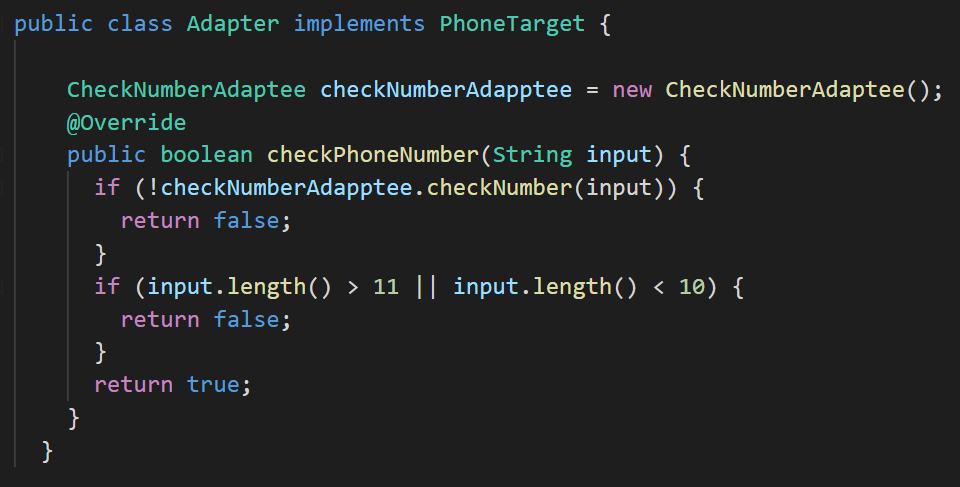 public class Adapter implements PhoneTarget {
CheckNumberAdaptee checkNumberAdapptee = new CheckNumberAdaptee();
@Override
public boolean checkPhoneNumber(String input) {
if (!checkNumberAdapptee.checkNumber(input)) {
return false;
}
if (input.length() > 11 || input.length() < 10) {
return false;
}
return true;
}
}